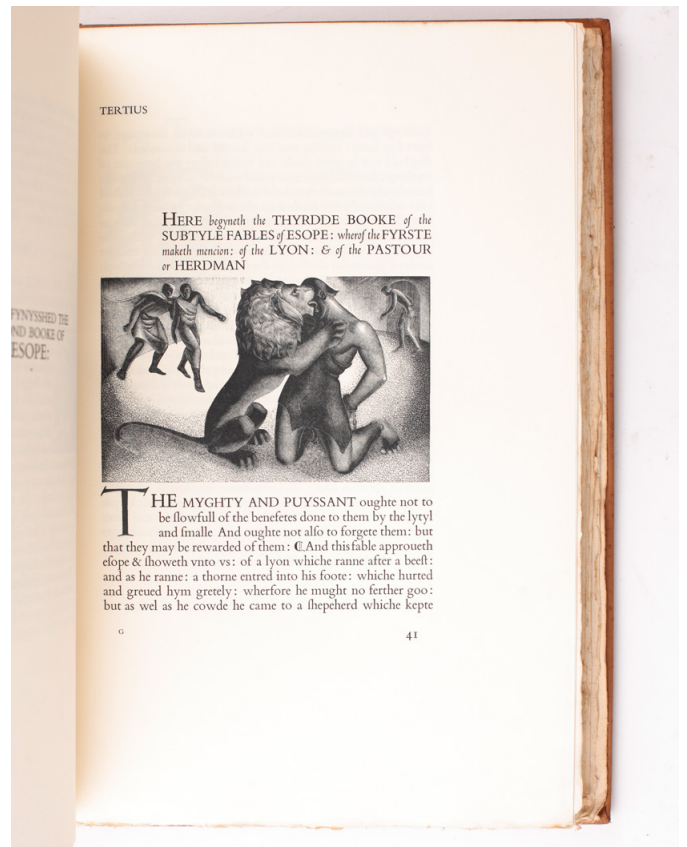 FYNYSSHED THE
ND BOOKE OF
ESOPE:
TERTIUS
HERE begyneth the THYRDDE BOOKE of the
SUBTYLE FABLES of ESOPE: wherof the FYRSTE
maketh mencion: of the LYON: & of the PASTOUR
or HERDMAN
THE MYGHTY AND PUYSSANT oughte not to
be ſlowfull of the benefetes done to them by the lytyl
and ſmalle And oughte not alſo to forgete them: but
that they may be rewarded of them: ⸿And this fable approueth
eſope & ſhoweth vnto vs: of a lyon whiche ranne after a beeſt:
and as he ranne: a thorne entred into his foote: whiche hurted
and greued hym gretely: wherfore he mught no ferther goo:
but as wel as he cowde he came to a ſhepeherd whiche kepte
G
41